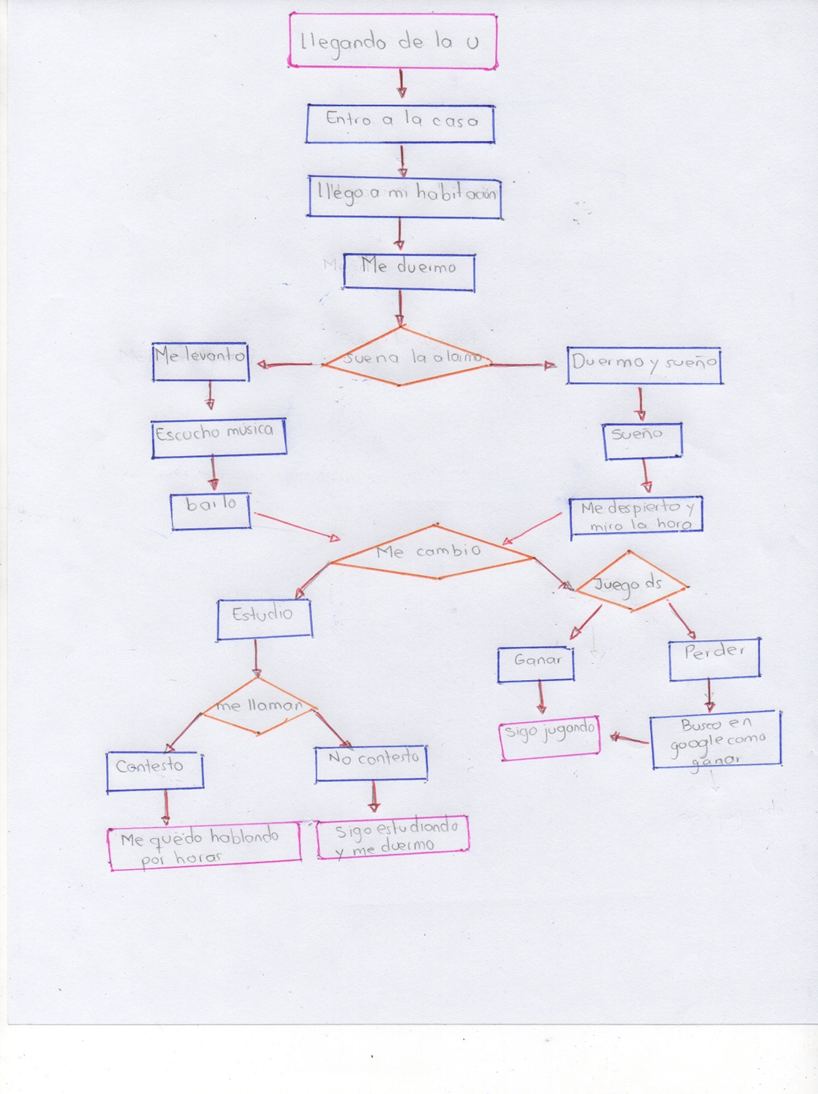 Llegando de la U
Entro a la casa
Llego a mi habitación
Me duermo
Suena la alarma
Me levanto
Duermo y sueño
Escucho música
Sueño
bailo
Me despierto y
miro la hora
Me cambio
Juego ds
Estudio
Ganar
Perder
me llaman
Sigo jugando
Busco en
google como
ganar
Contesto
No contesto
Me quedo hablando
por horas
Sigo estudiando
y me duermo